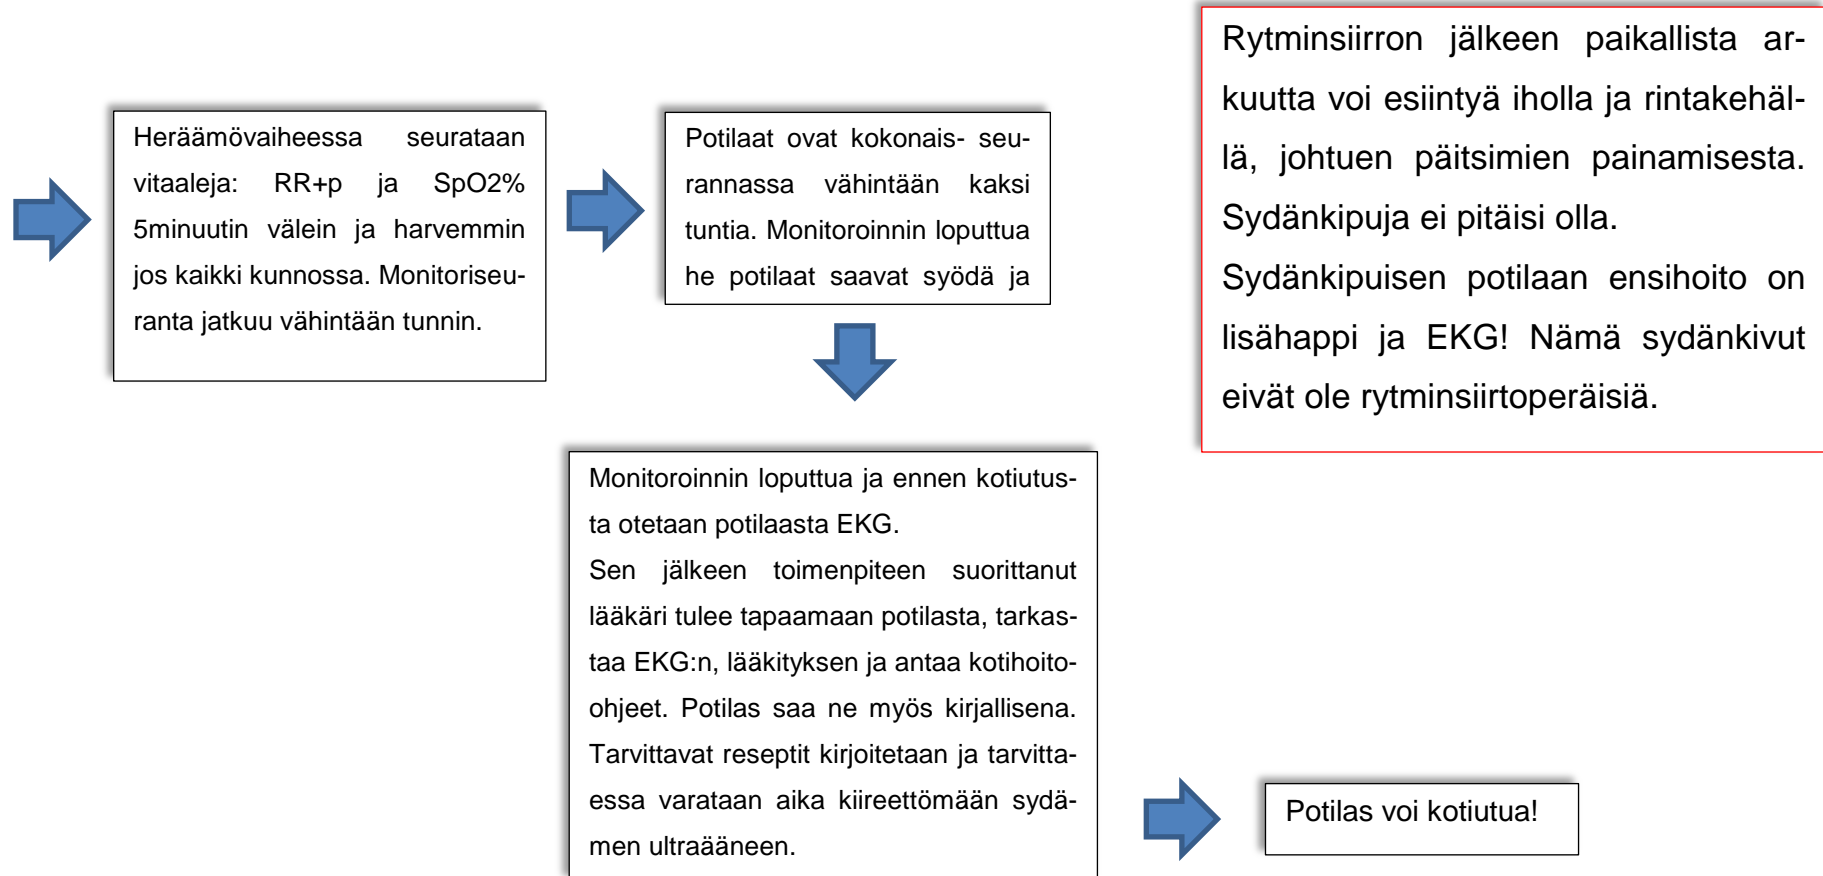 Heräämövaiheessa seurataan
vitaaleja: RR+p ja SpO2%
5minuutin välein ja harvemmin
jos kaikki kunnossa. Monitoriseu-
ranta jatkuu vähintään tunnin.
Potilaat ovat kokonais- seu-
rannassa vähintään kaksi
tuntia. Monitoroinnin loputtua
he potilaat saavat syödä ja
Rytminsiirron jälkeen paikallista ar-
kuutta voi esiintyä iholla ja rintakehäl-
lä, johtuen päitsimien painamisesta.
Sydänkipuja ei pitäisi olla.
Sydänkipuisen potilaan ensihoito on
lisähappi ja EKG! Nämä sydänkivut
eivät ole rytminsiirtoperäisiä.
Monitoroinnin loputtua ja ennen kotiutus-
ta otetaan potilaasta EKG.
Sen jälkeen toimenpiteen suorittanut
lääkäri tulee tapaamaan potilasta, tarkas-
taa EKG:n, lääkityksen ja antaa kotihoito-
ohjeet. Potilas saa ne myös kirjallisena.
Tarvittavat reseptit kirjoitetaan ja tarvitta-
essa varataan aika kiireettömään sydä-
men ultraääneen.
Potilas voi kotiutua!